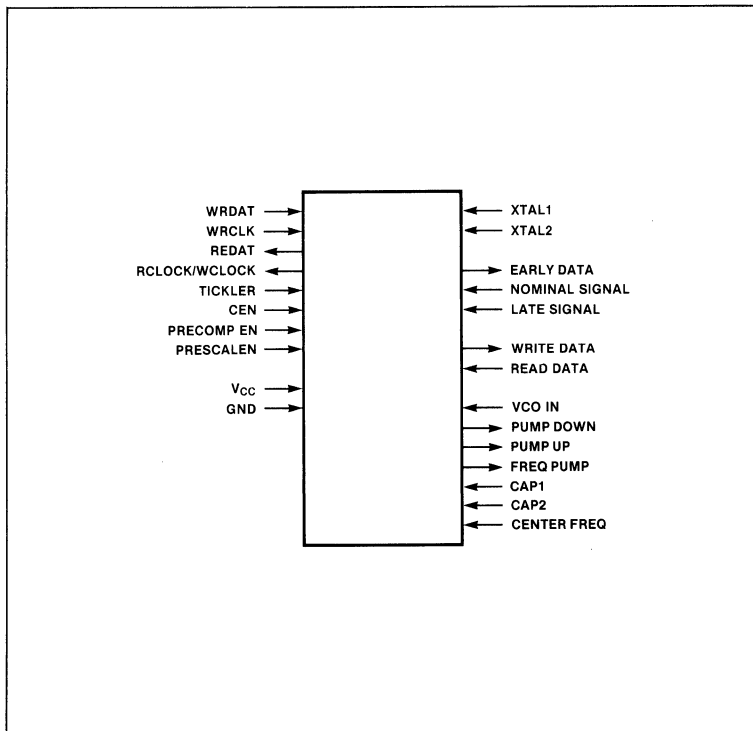 WRDAT
WRCLK
REDAT
RCLOCK/WCLOCK
TICKLER
CEN
PRECOMP EN
PRESCALEN
VCC
GND
XTAL1
XTAL2
EARLY DATA
NOMINAL SIGNAL
LATE SIGNAL
WRITE DATA
READ DATA
VCO IN
PUMP DOWN
PUMP UP
FREQ PUMP
CAP1
CAP2
CENTER FREQ